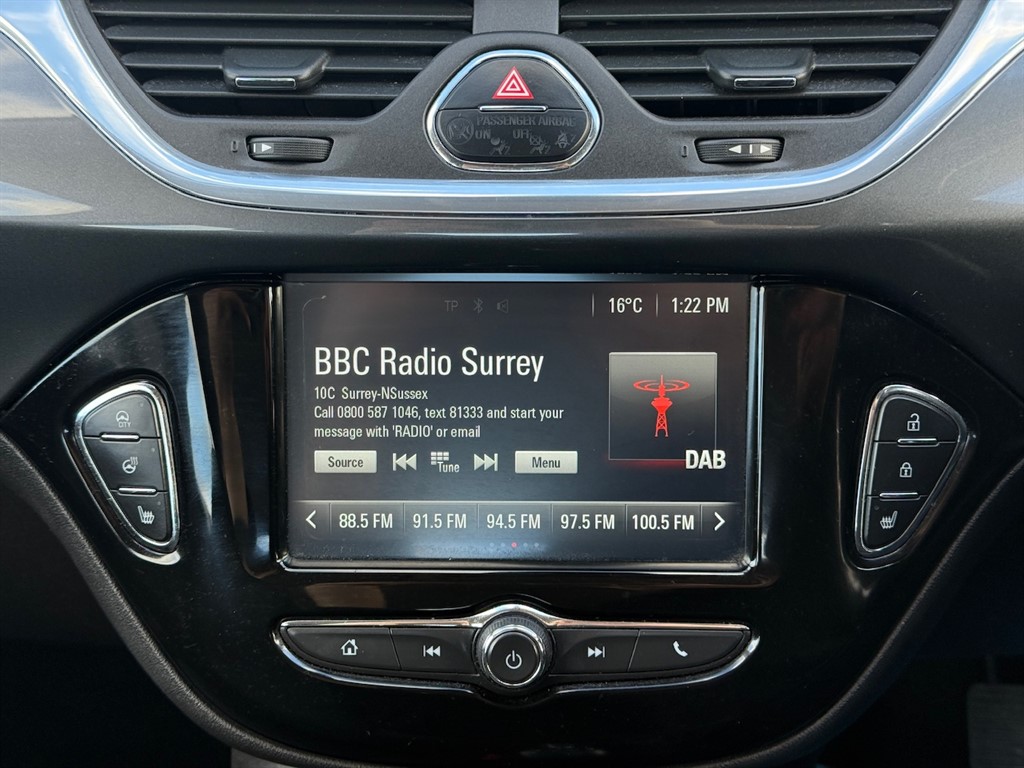 PASSENGER AIRBAG
ON OFF
TP 16°C 1:22 PM
BBC Radio Surrey
10C Surrey-NSussex
Call 0800 587 1046, text 81333 and start your
message with 'RADIO' or email
Source Tune Menu
DAB
88.5 FM 91.5 FM 94.5 FM 97.5 FM 100.5 FM
CITY